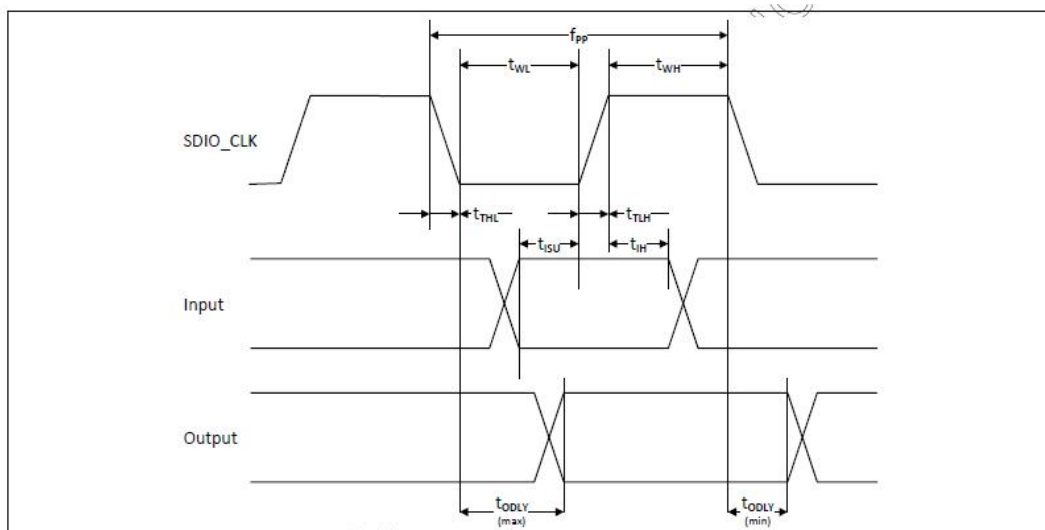 fPP
tWL
tWH
SDIO_CLK
tTHL
tTLH
tISU
tIH
Input
Output
tODLY
(max)
tODLY
(min)